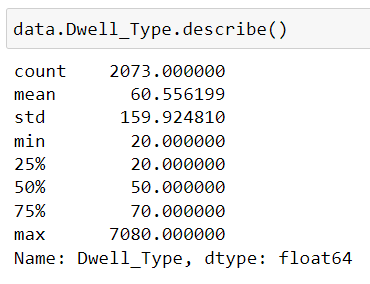 data.Dwell_Type.describe()
count    2073.000000
mean       60.556199
std       159.924810
min        20.000000
25%        20.000000
50%        50.000000
75%        70.000000
max      7080.000000
Name: Dwell_Type, dtype: float64